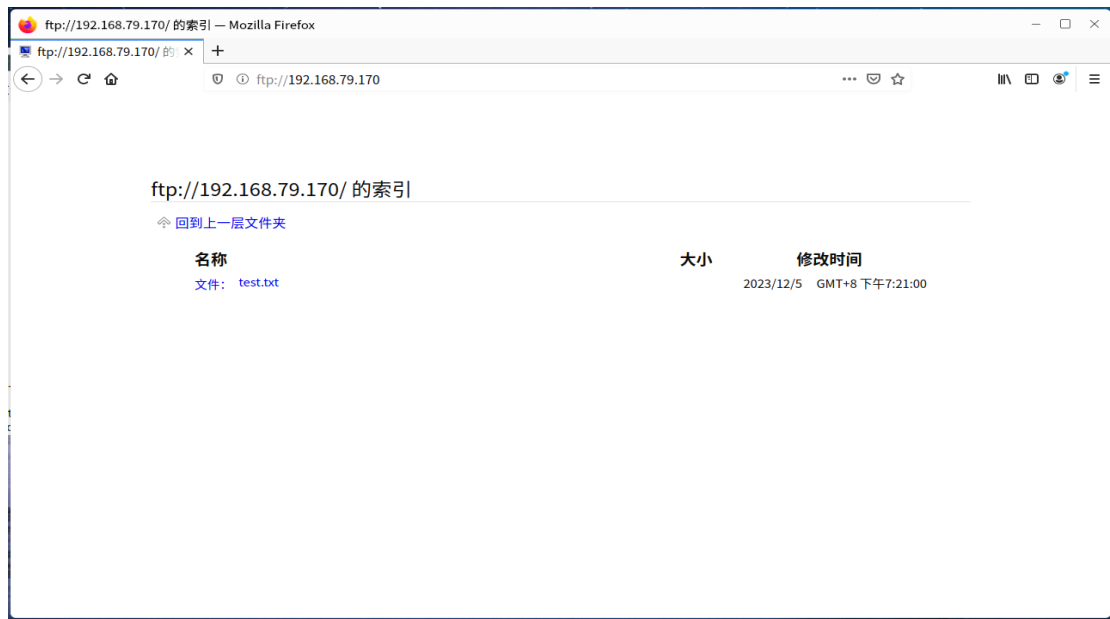 ftp://192.168.79.170/ 的索引 — Mozilla Firefox
ftp://192.168.79.170/ 的
ftp://192.168.79.170
ftp://192.168.79.170/ 的索引
回到上一层文件夹
名称 大小 修改时间
文件: test.txt 2023/12/5 GMT+8 下午7:21:00